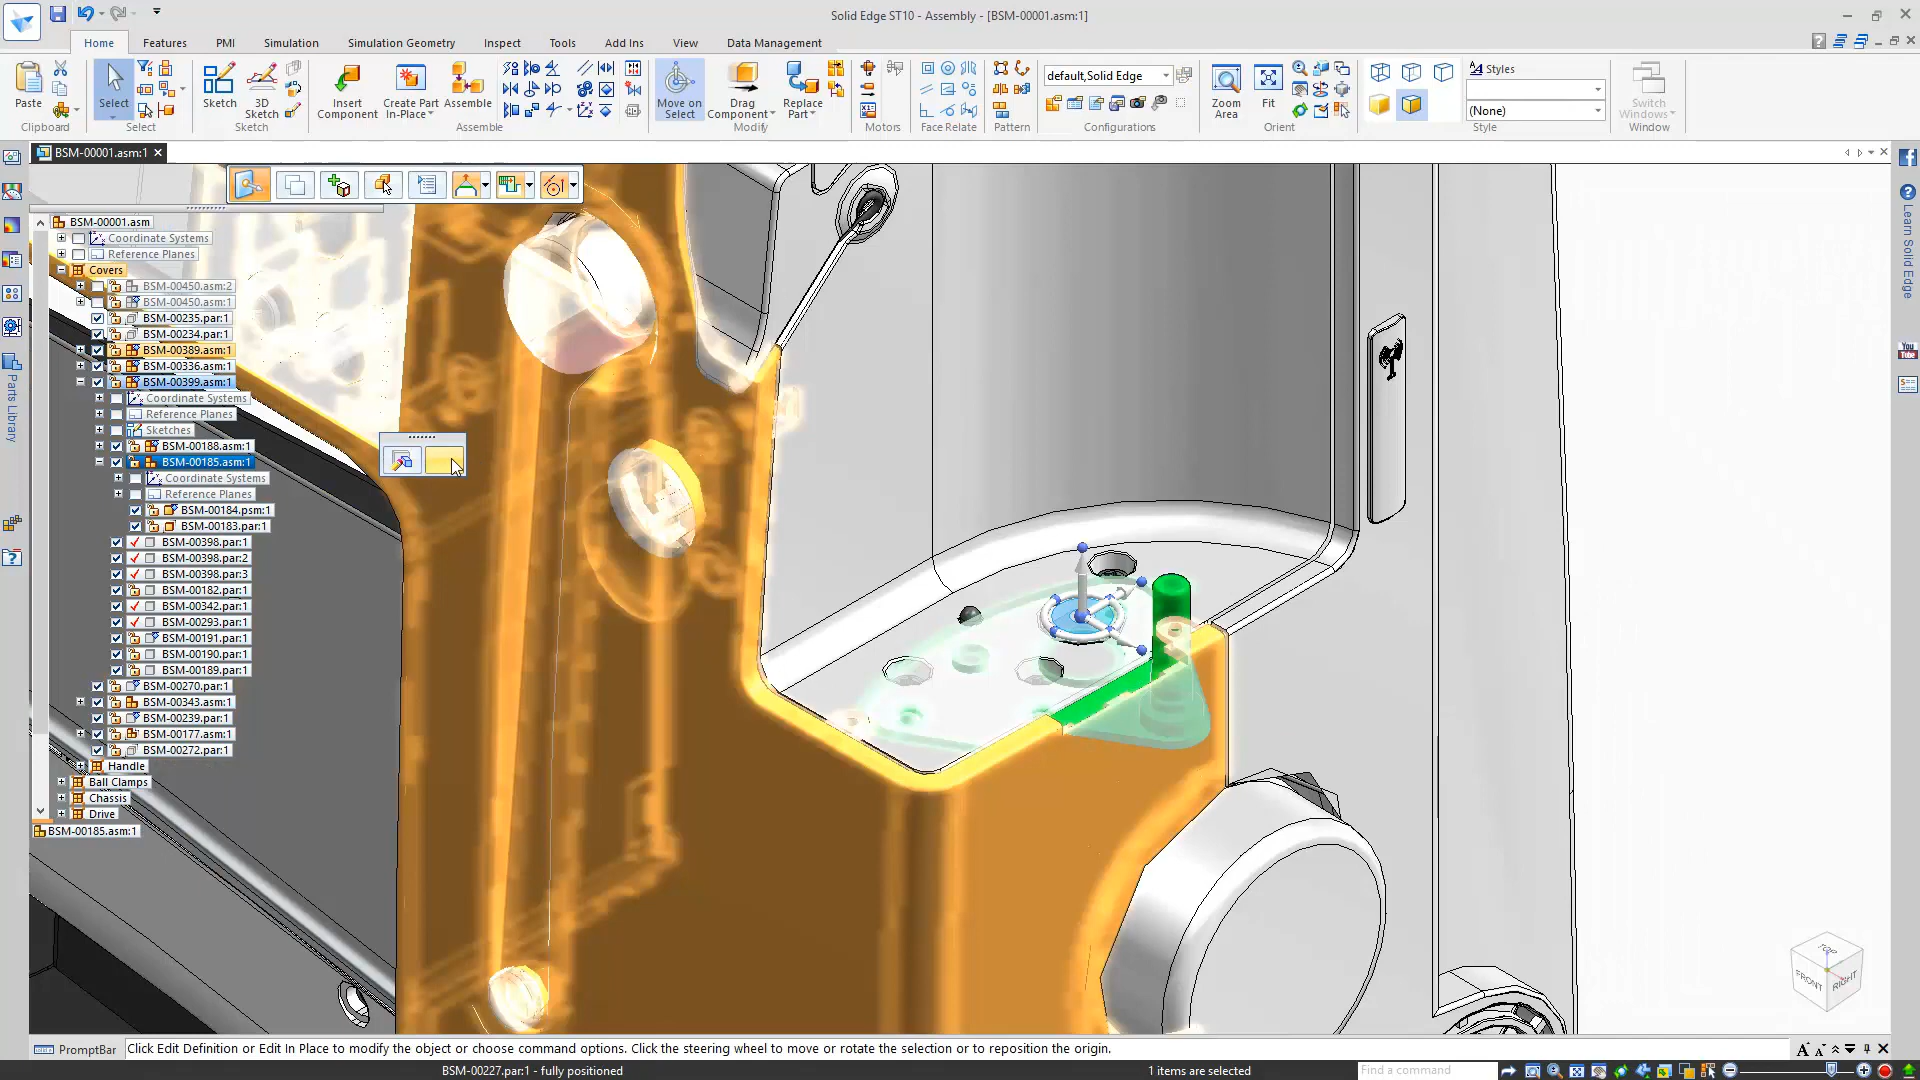 Solid Edge ST10 - Assembly - [BSM-00001.asm:1]
Home
Features
PMI
Simulation
Simulation Geometry
Inspect
Tools
Add Ins
View
Data Management
Paste
Clipboard
Select
Select
Sketch
3D Sketch
Sketch
Insert Component
Create Part In-Place
Assemble
Assemble
Move on Select
Drag Component
Replace Part
Modify
Motors
Face Relate
Pattern
default,Solid Edge
Configurations
Zoom Area
Fit
Orient
Styles
(None)
Style
Switch Windows
Window
BSM-00001.asm:1
BSM-00001.asm
Coordinate Systems
Reference Planes
Covers
BSM-00450.asm:2
BSM-00450.asm:1
BSM-00235.par:1
BSM-00234.par:1
BSM-00389.asm:1
BSM-00336.asm:1
BSM-00399.asm:1
Coordinate Systems
Reference Planes
Sketches
BSM-00188.asm:1
BSM-00185.asm:1
Coordinate Systems
Reference Planes
BSM-00184.psm:1
BSM-00183.par:1
BSM-00398.par:1
BSM-00398.par:2
BSM-00398.par:3
BSM-00182.par:1
BSM-00342.par:1
BSM-00293.par:1
BSM-00191.par:1
BSM-00190.par:1
BSM-00189.par:1
BSM-00270.par:1
BSM-00343.asm:1
BSM-00239.par:1
BSM-00177.asm:1
BSM-00272.par:1
Handle
Ball Clamps
Chassis
Drive
BSM-00185.asm:1
Parts Library
Learn Solid Edge
You Tube
TOP
FRONT
RIGHT
PromptBar
Click Edit Definition or Edit In Place to modify the object or choose command options. Click the steering wheel to move or rotate the selection or to reposition the origin.
BSM-00227.par:1 - fully positioned
1 items are selected
Find a command